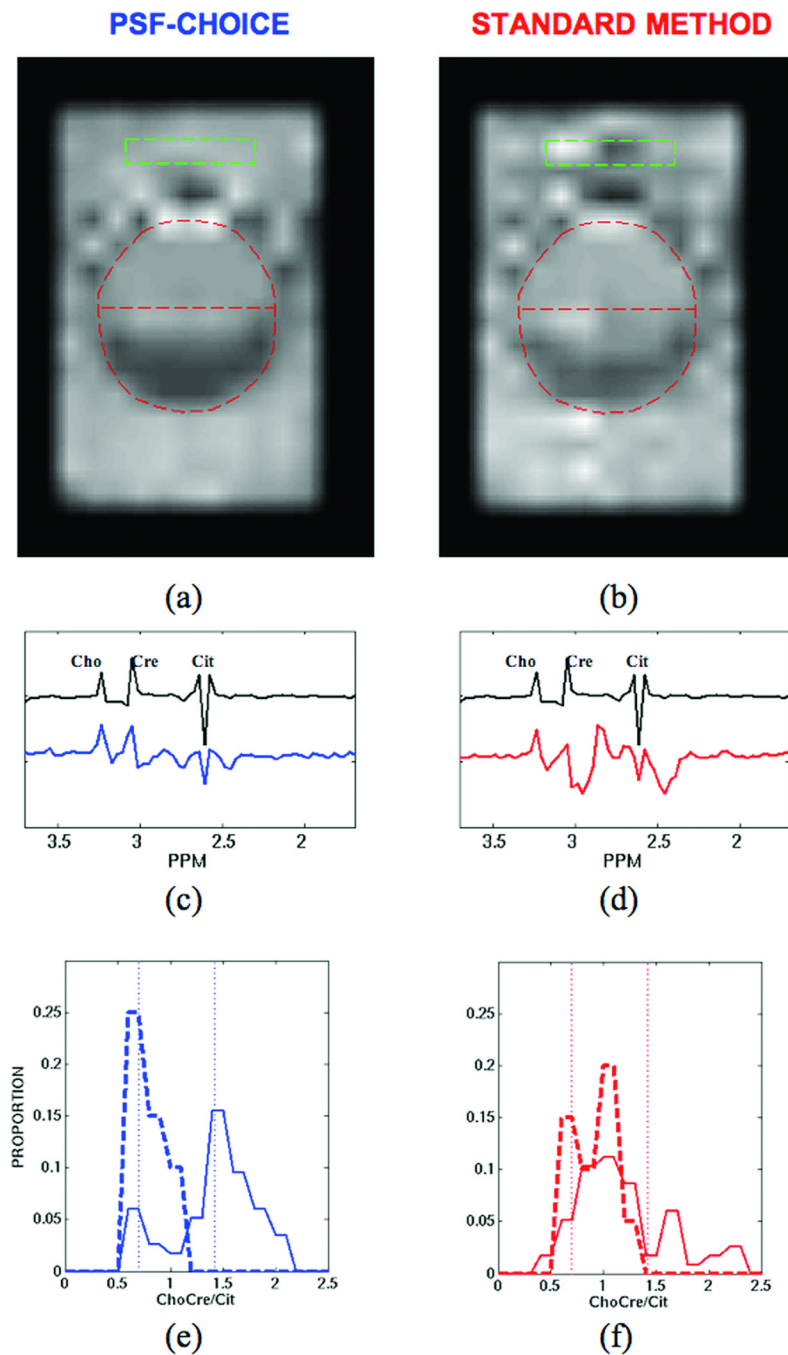 PSF-CHOICE STANDARD METHOD
(a) (b)
Cho Cre Cit Cho Cre Cit
3.5 3 2.5 2 3.5 3 2.5 2
PPM PPM
(c) (d)
0.25 0.25
0.2 0.2
0.15 0.15
0.1 0.1
0.05 0.05
0 0
PROPORTION
0 0.5 1 1.5 2 2.5 0 0.5 1 1.5 2 2.5
ChoCre/Cit ChoCre/Cit
(e) (f)